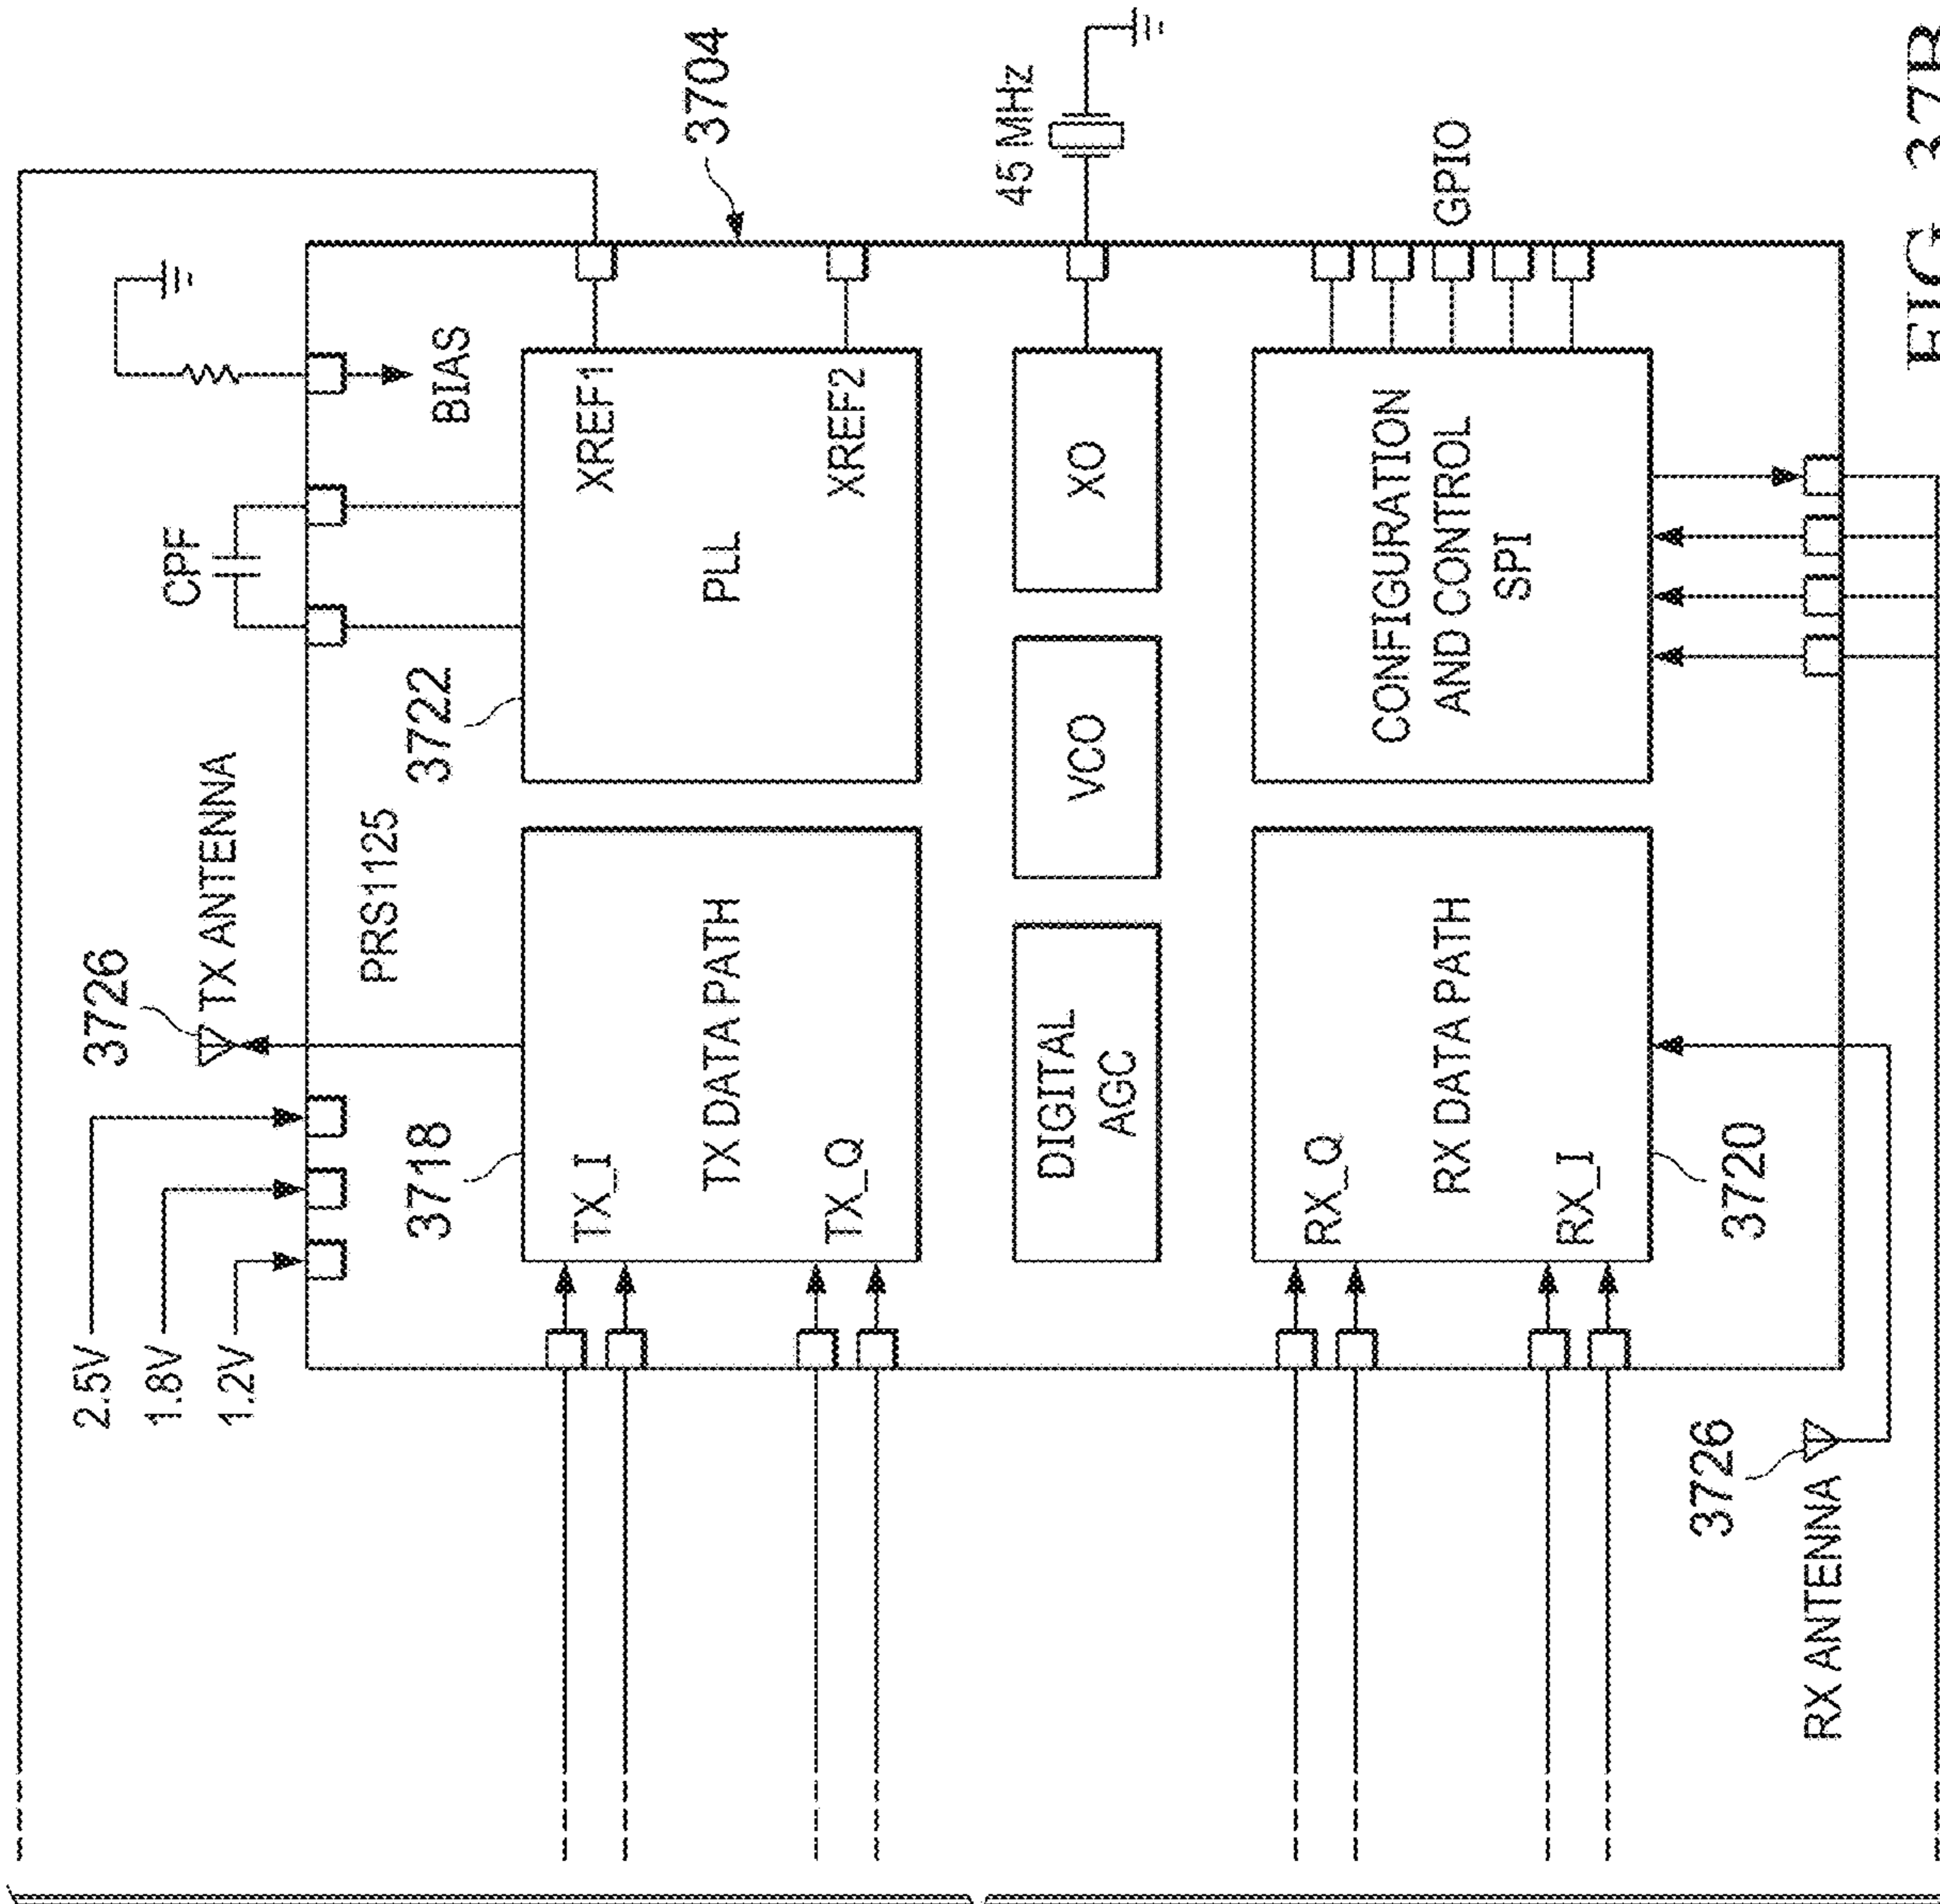 2.5V
1.8V
1.2V
3726
TX ANTENNA
CPF
BIAS
3704
PRS1125
3718
3722
TX_I
TX DATA PATH
TX_Q
XREF1
PLL
XREF2
DIGITAL
AGC
VCO
XO
45 MHz
RX_Q
RX DATA PATH
RX_I
CONFIGURATION
AND CONTROL
SPI
GPIO
3720
3726
RX ANTENNA
FIG. 37B